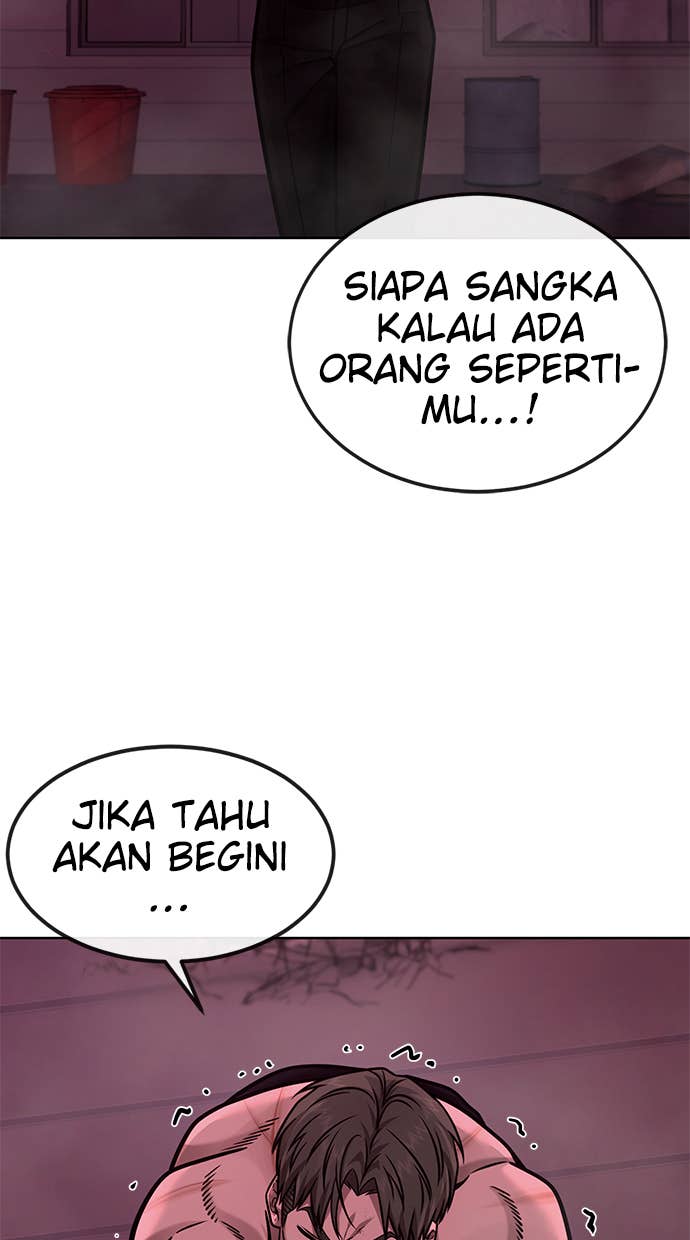 SIAPA SANGKA
KALAU ADA
ORANG SEPERTI-
MU...!
JIKA TAHU
AKAN BEGINI
...